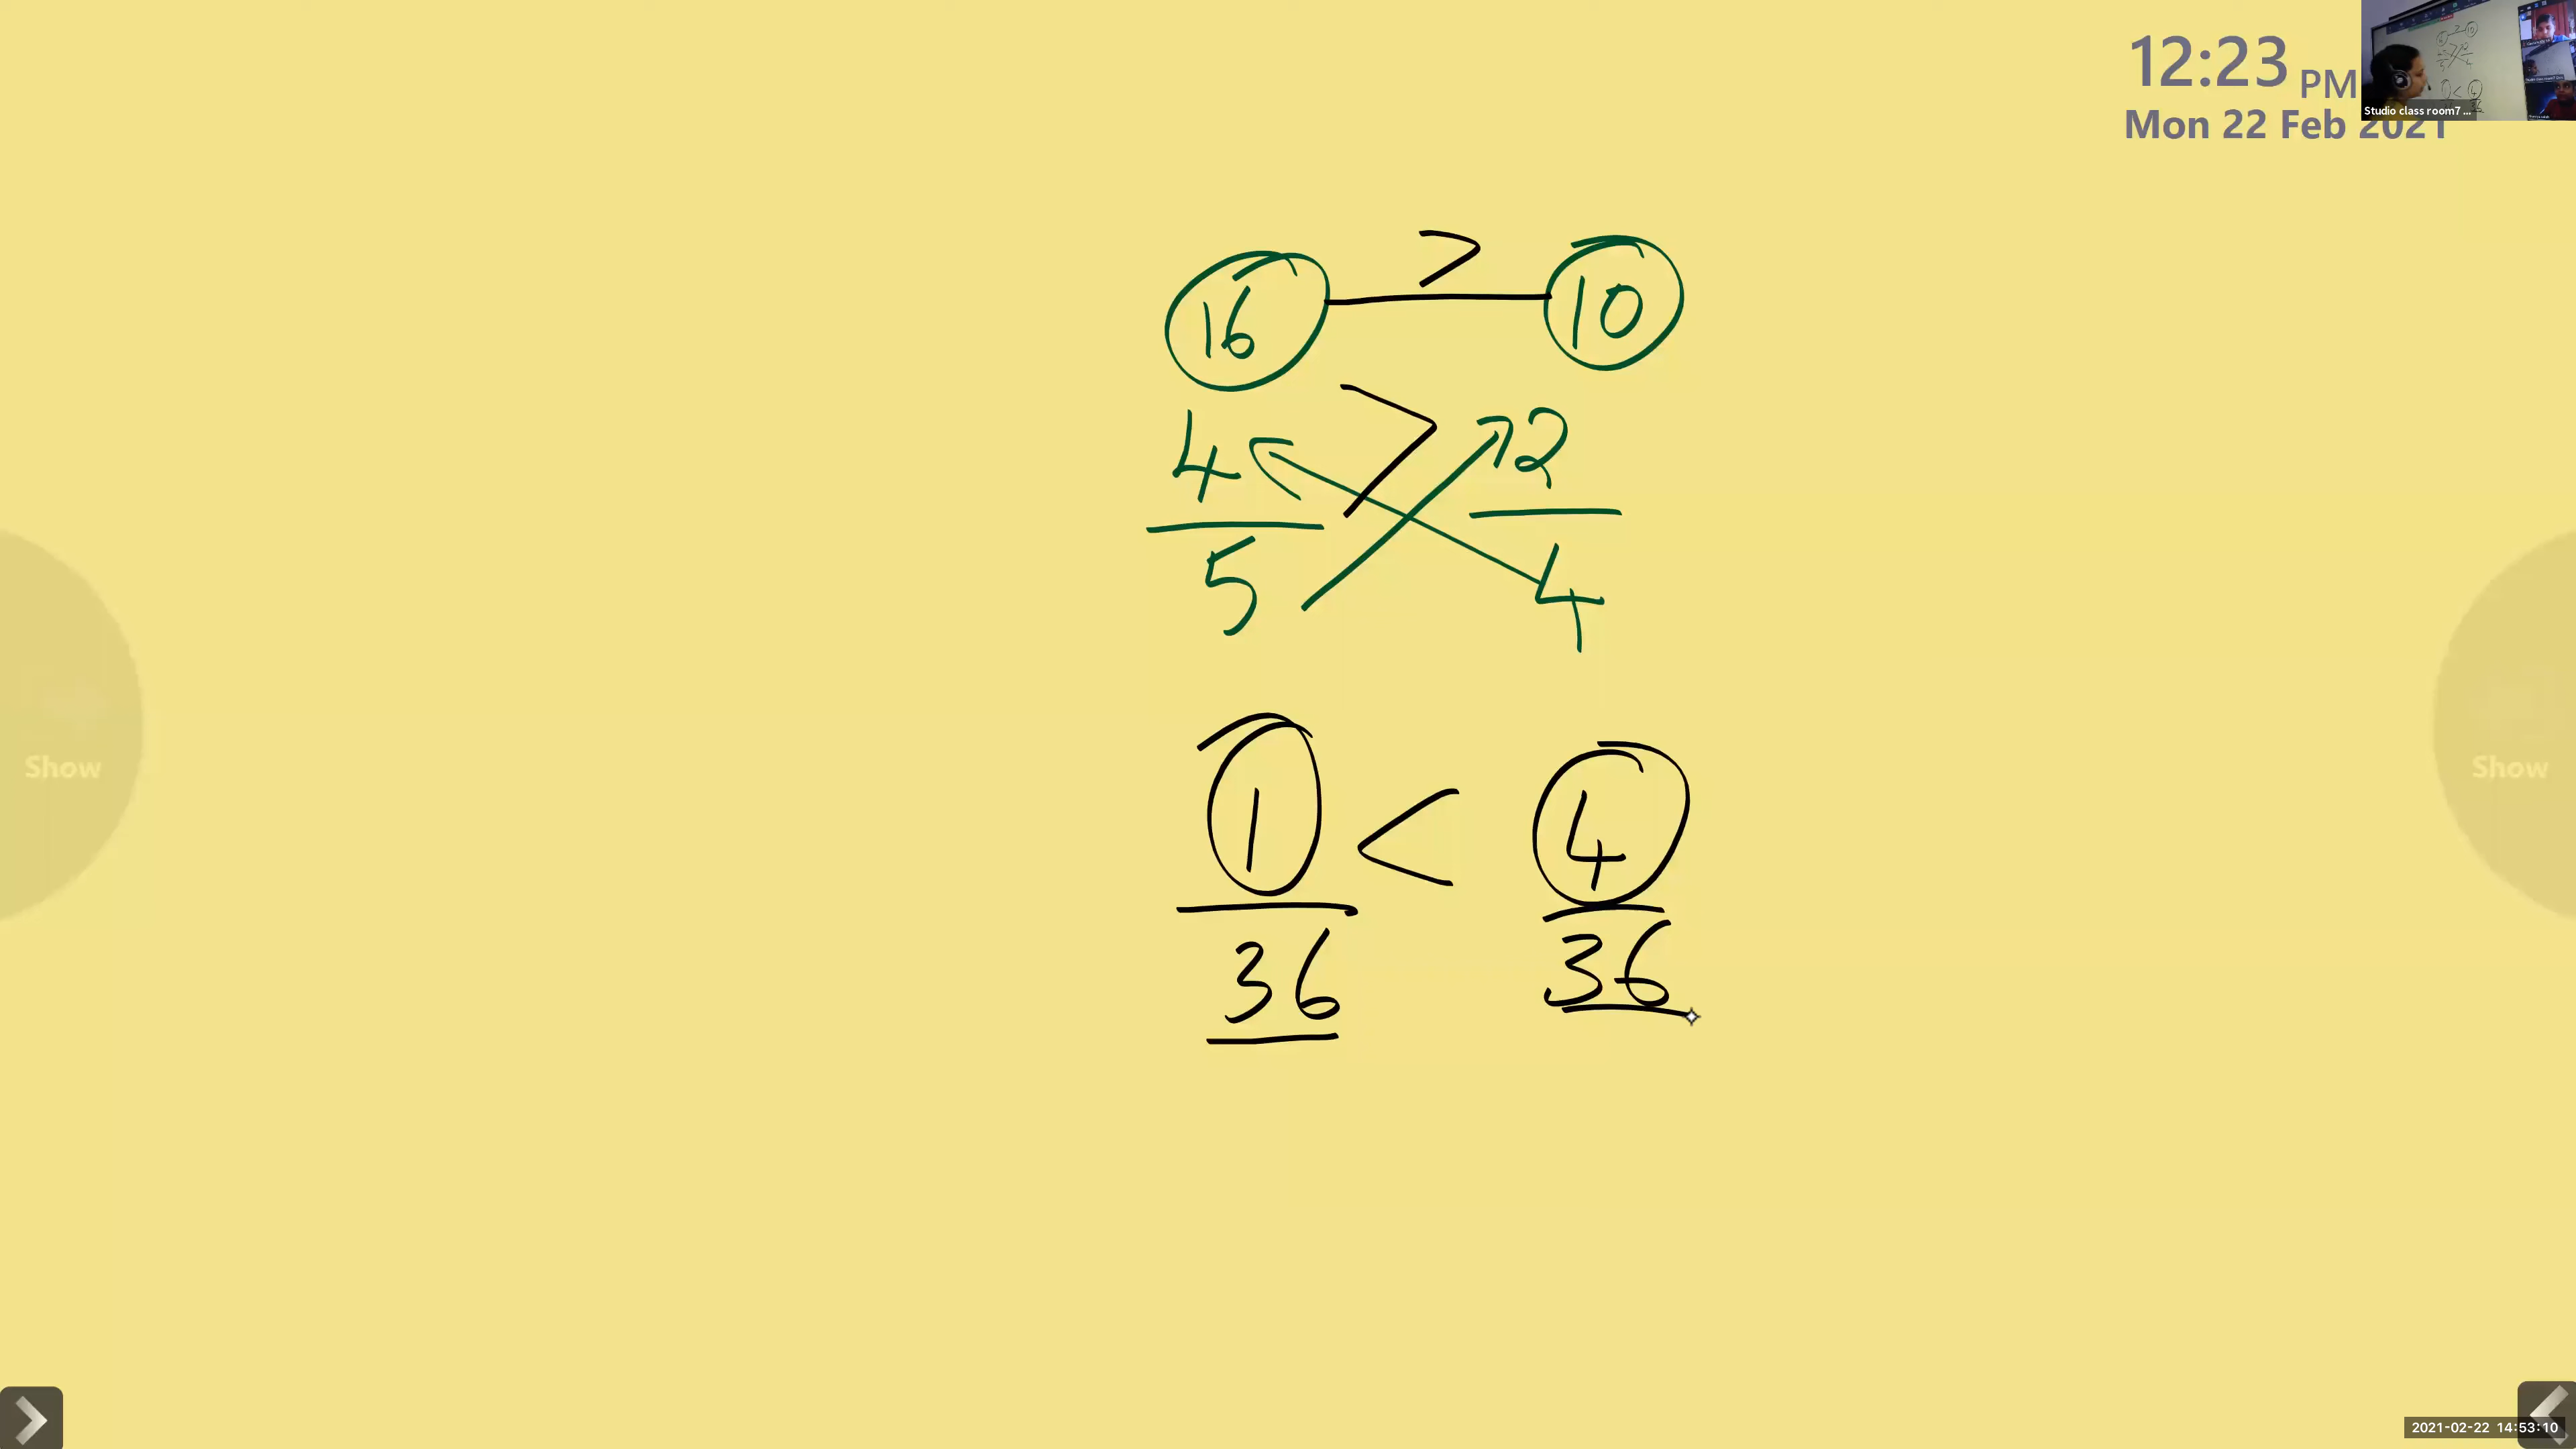 12:23 PM
Mon 22 Feb 2021
Studio class room7 ...
16 > 10
4 > 2
5 4
1 < 4
36 36
Show Show
2021-02-22 14:53:10